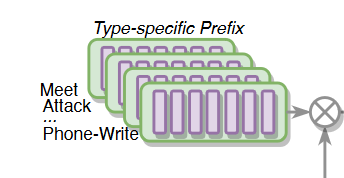 Type-specific Prefix
Meet
Attack
...
Phone-Write